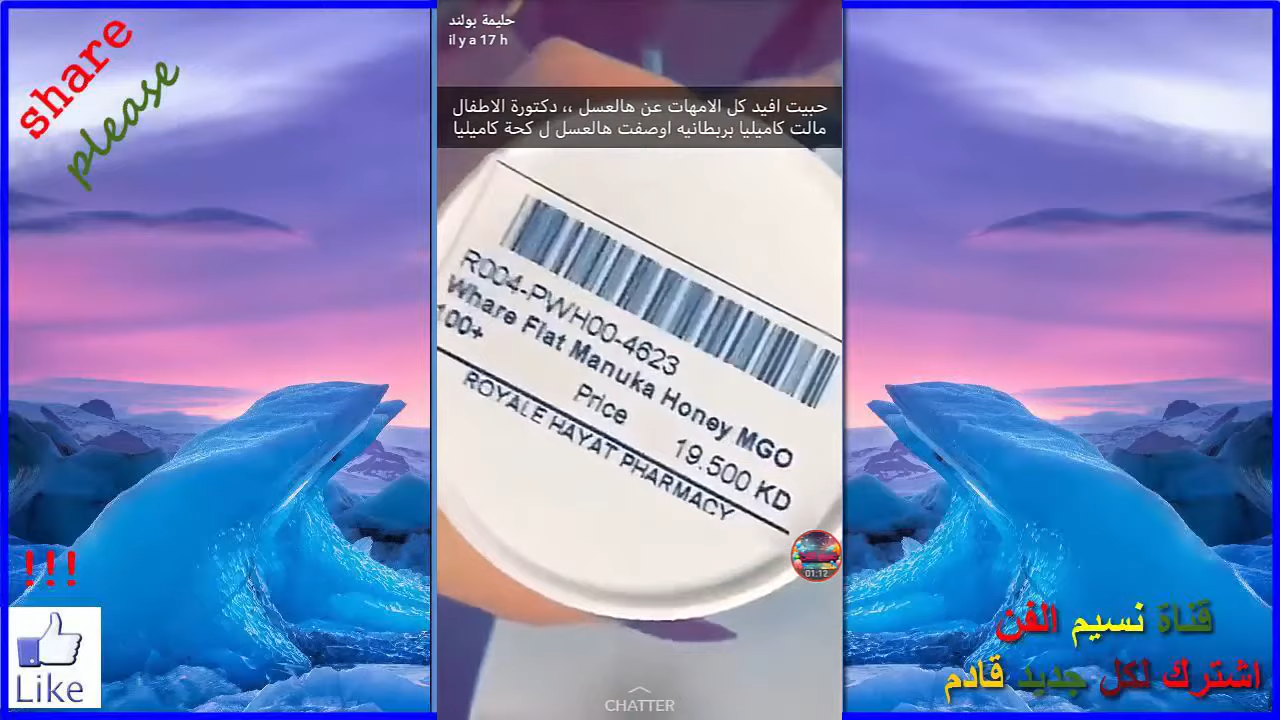 share
please
حليمة بولند
il y a 17 h
حبيت افيد كل الامهات عن هالعسل ،، دكتورة الاطفال
مالت كاميليا بربطانيه اوصفت هالعسل ل كحة كاميليا
R004-PWH00-4623
Whare Flat Manuka Honey MGO
100+
Price 19.500 KD
ROYALE HAYAT PHARMACY
01:12
CHATTER
!!!
Like
قناة نسيم الفن
اشترك لكل جديد قادم